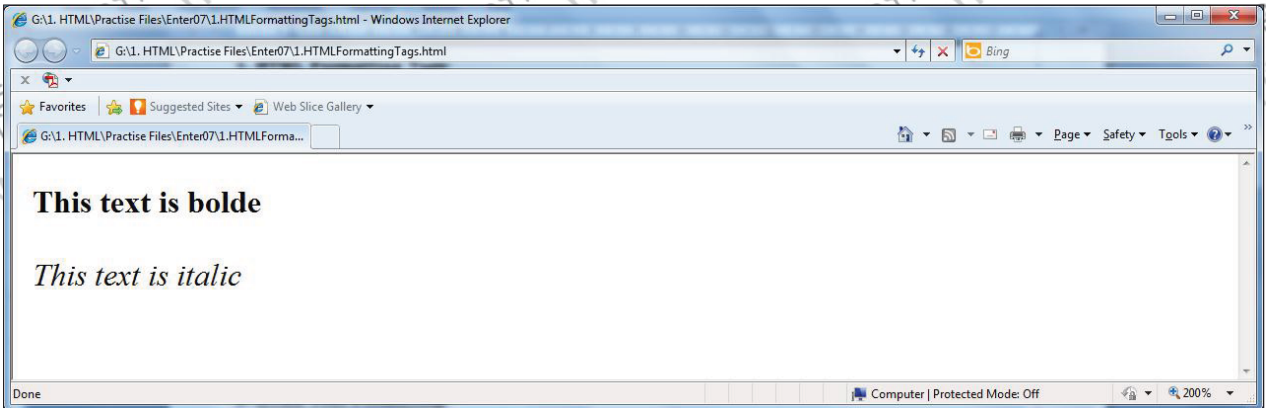 G:\1. HTML\Practise Files\Enter07\1.HTMLFormattingTags.html - Windows Internet Explorer
G:\1. HTML\Practise Files\Enter07\1.HTMLFormattingTags.html
Bing
Favorites Suggested Sites Web Slice Gallery
G:\1. HTML\Practise Files\Enter07\1.HTMLForma... Page Safety Tools
This text is bolde
This text is italic
Done Computer | Protected Mode: Off 200%